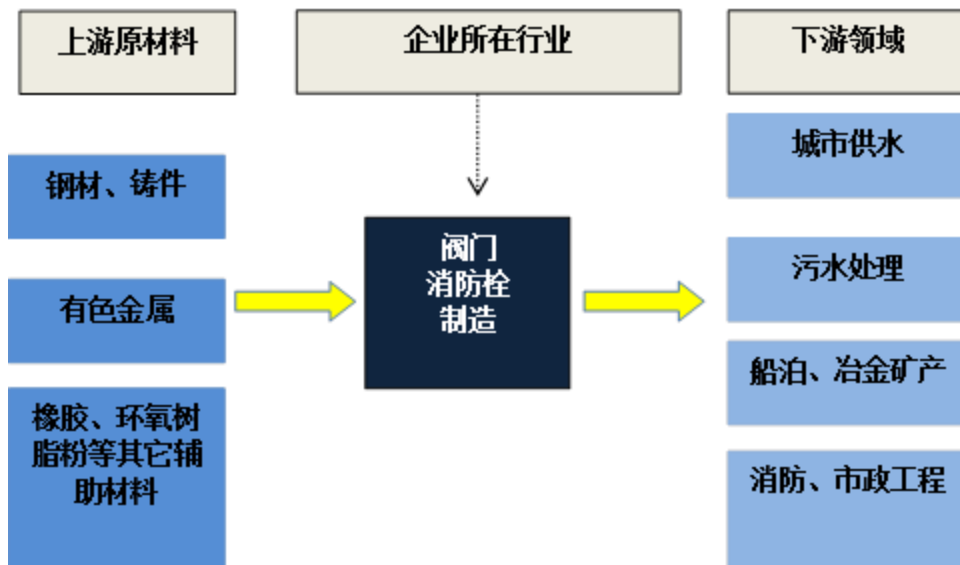 上游原材料
企业所在行业
下游领域
钢材、铸件
有色金属
橡胶、环氧树
脂粉等其它辅
助材料
阀门
消防栓
制造
城市供水
污水处理
船泊、冶金矿产
消防、市政工程